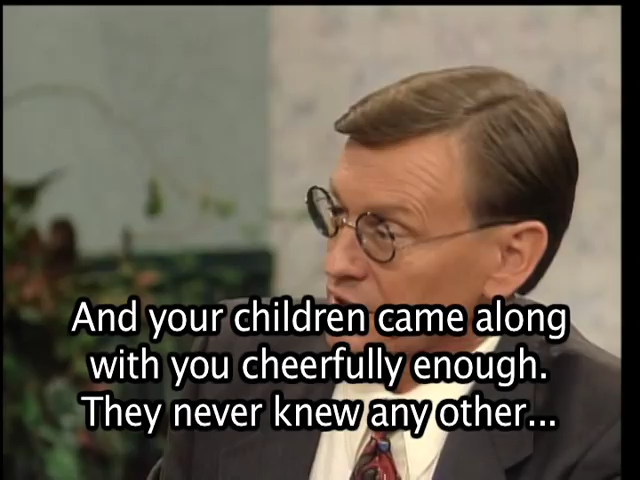 And your children came along
with you cheerfully enough.
They never knew any other...